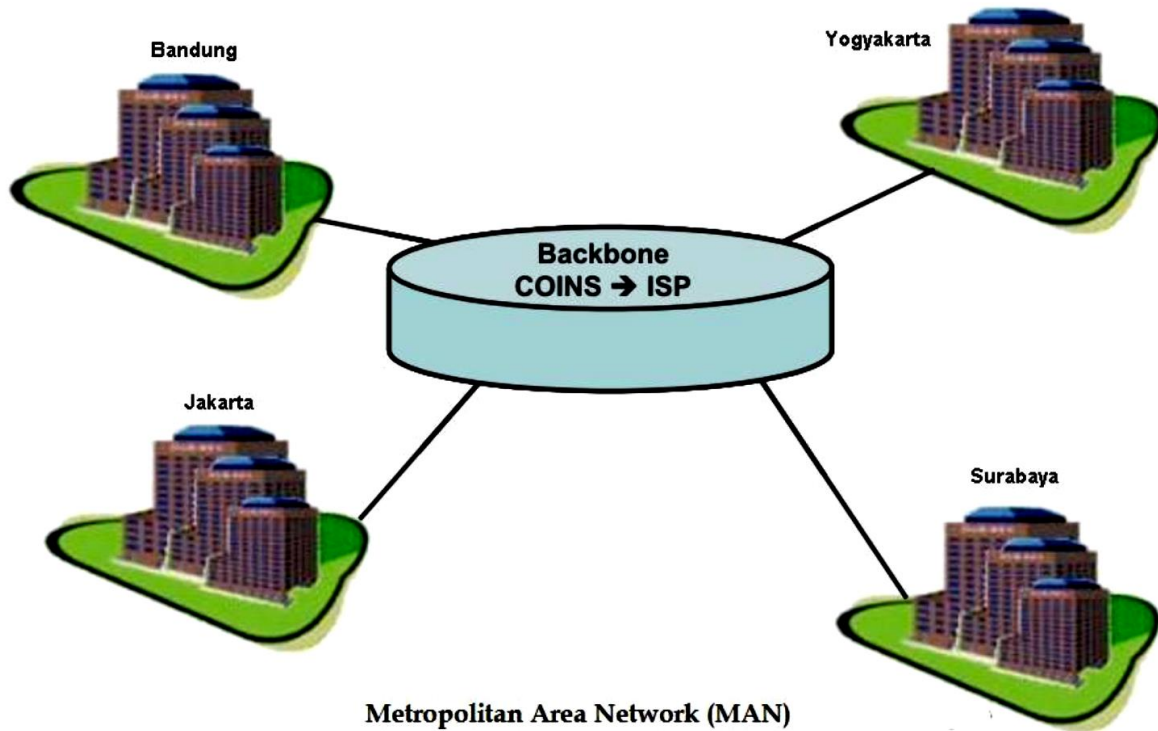 Bandung
Yogyakarta
Backbone
COINS ➔ ISP
Jakarta
Surabaya
Metropolitan Area Network (MAN)